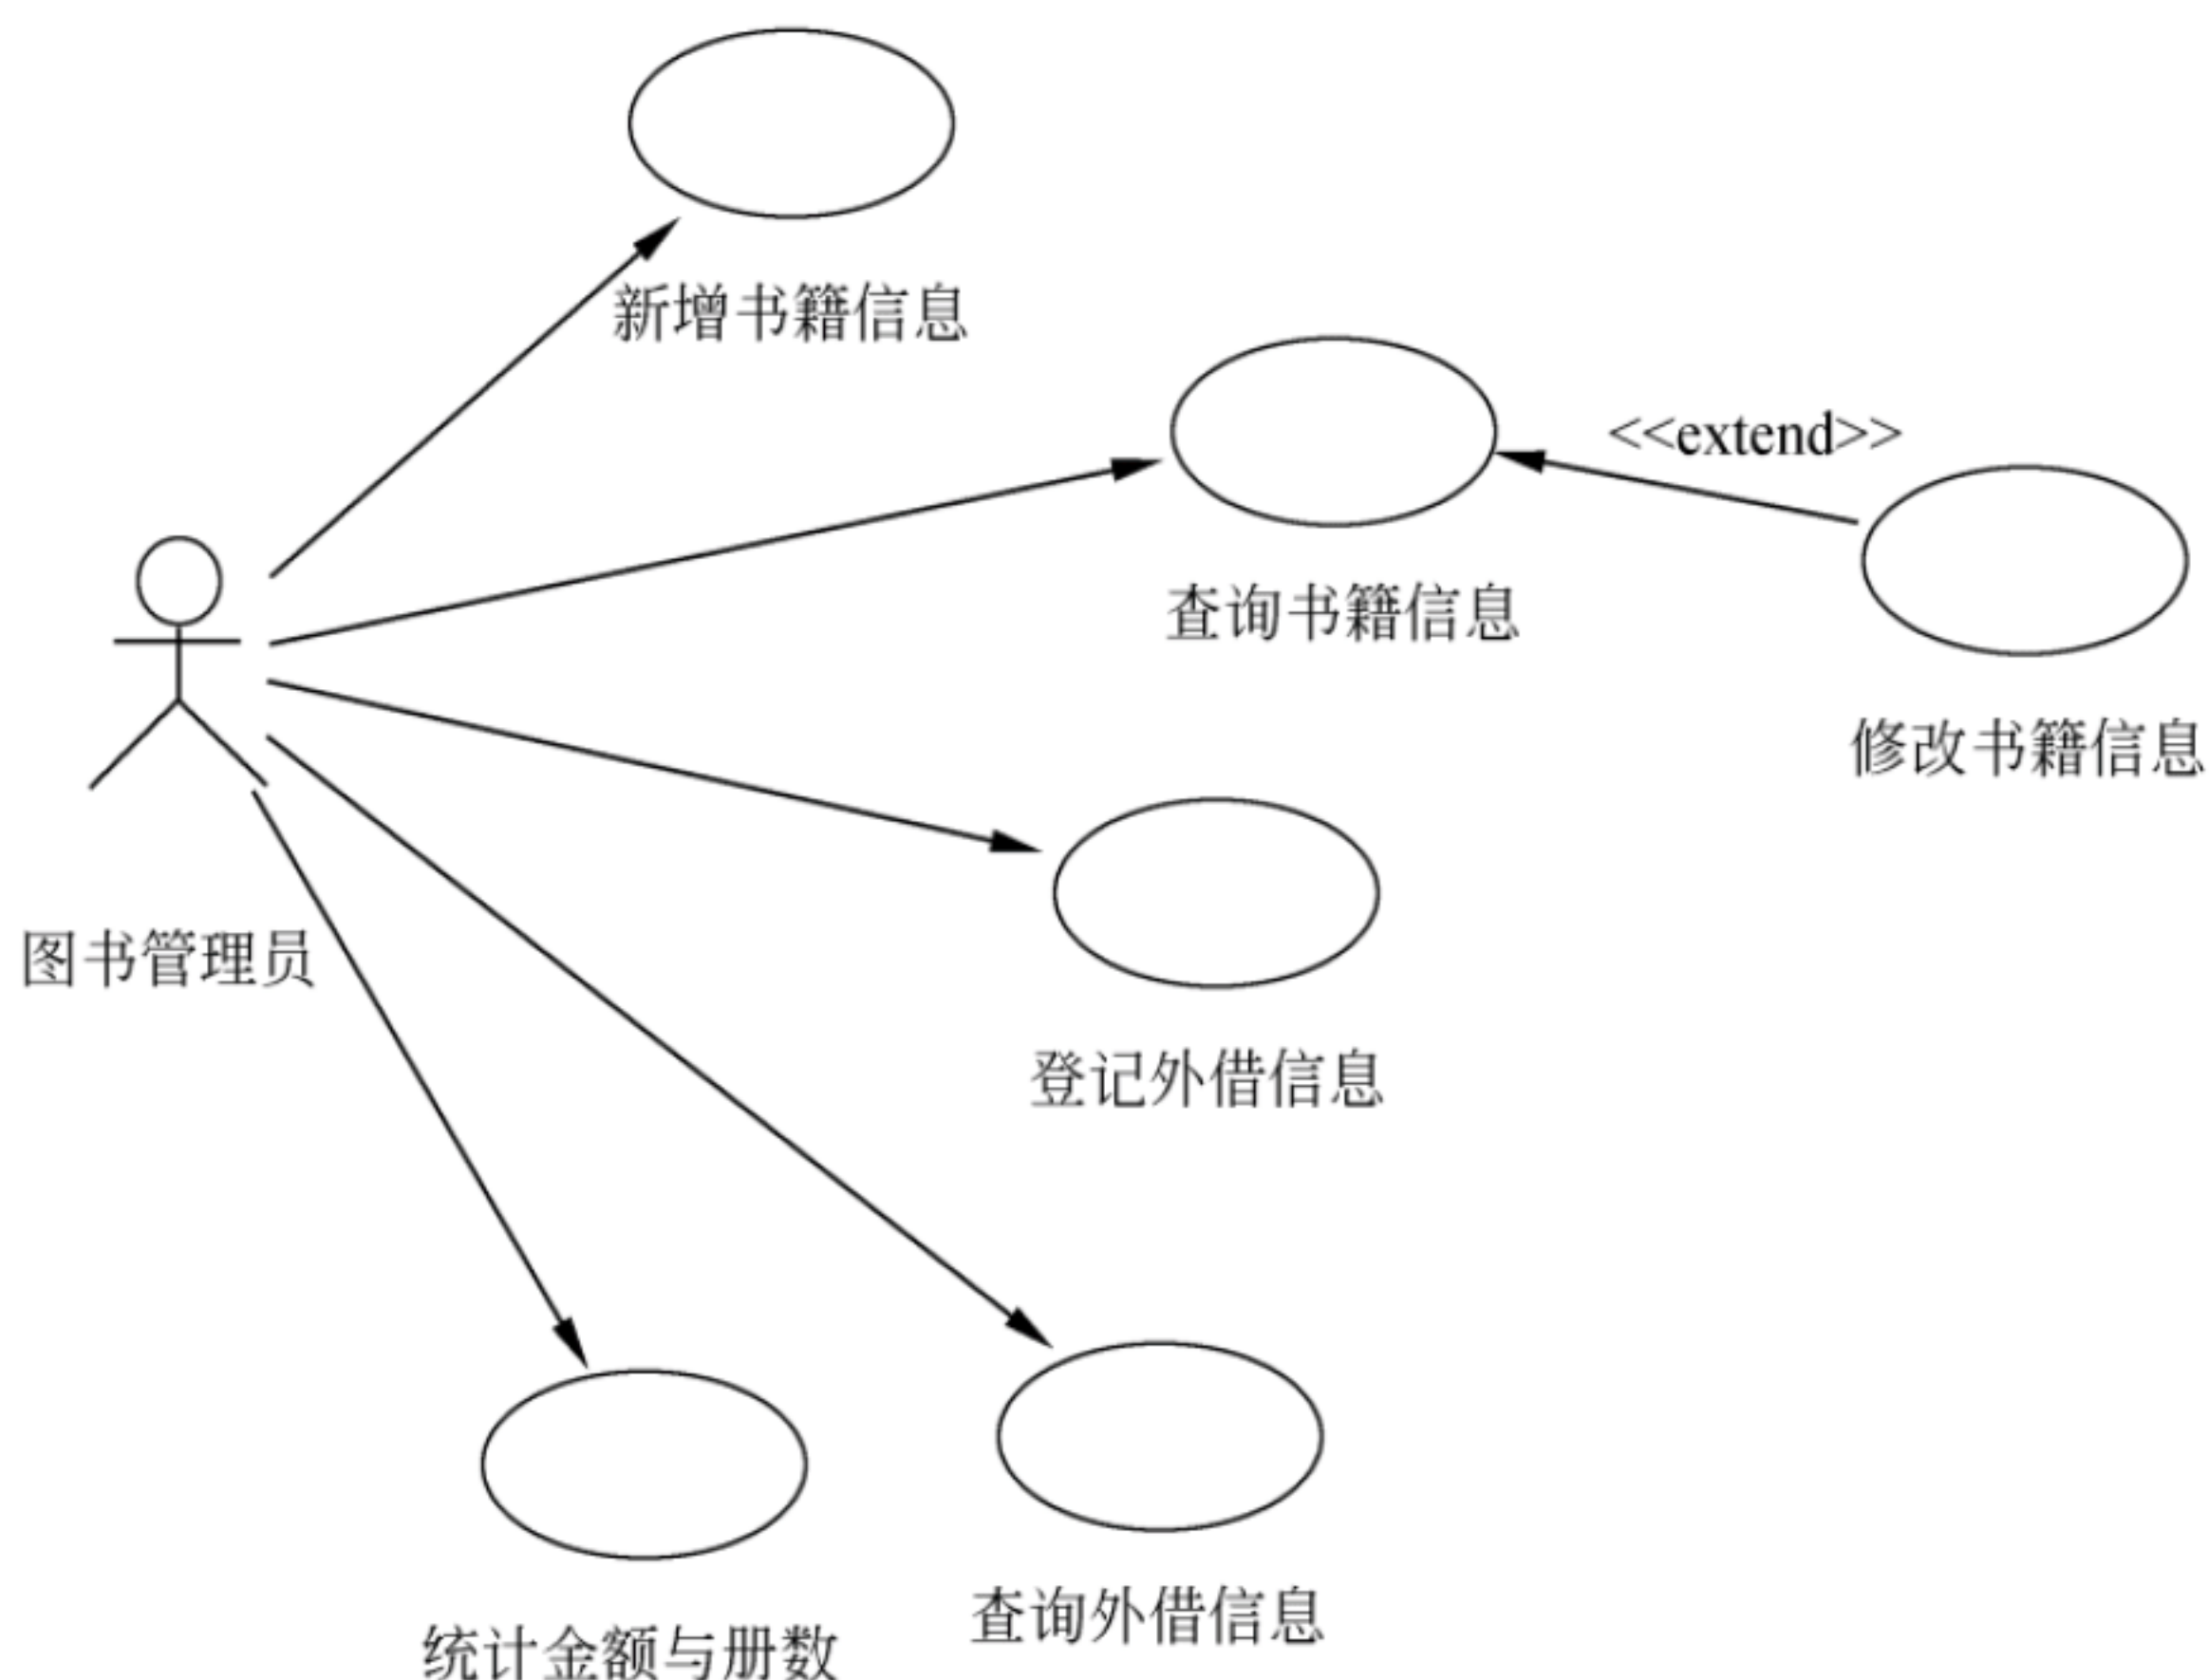 新增书籍信息
<<extend>>
查询书籍信息
修改书籍信息
图书管理员
登记外借信息
查询外借信息
统计金额与册数